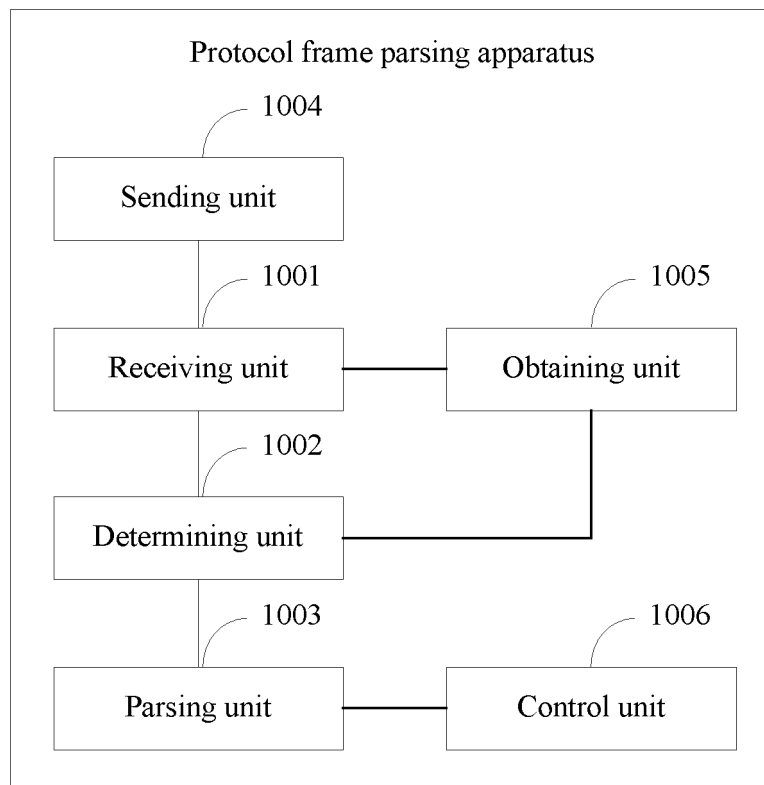 Protocol frame parsing apparatus
1004
Sending unit
1001
1005
Receiving unit
Obtaining unit
1002
Determining unit
1003
1006
Parsing unit
Control unit